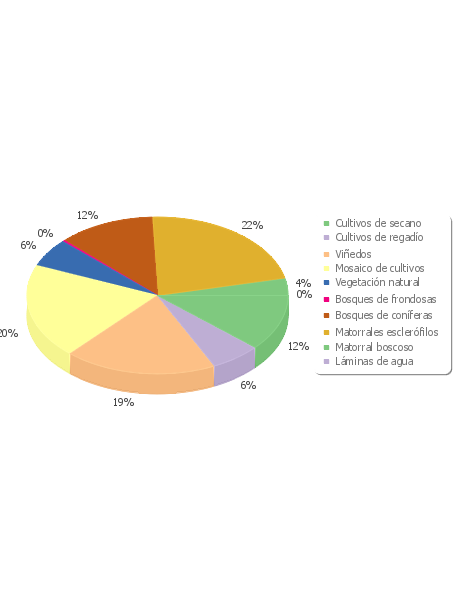 12%
22%
0%
6%
4%
0%
12%
6%
19%
Cultivos de secano
Cultivos de regadío
Viñedos
Mosaico de cultivos
Vegetación natural
Bosques de frondosas
Bosques de coníferas
Matorrales esclerófilos
Matorral boscoso
Láminas de agua